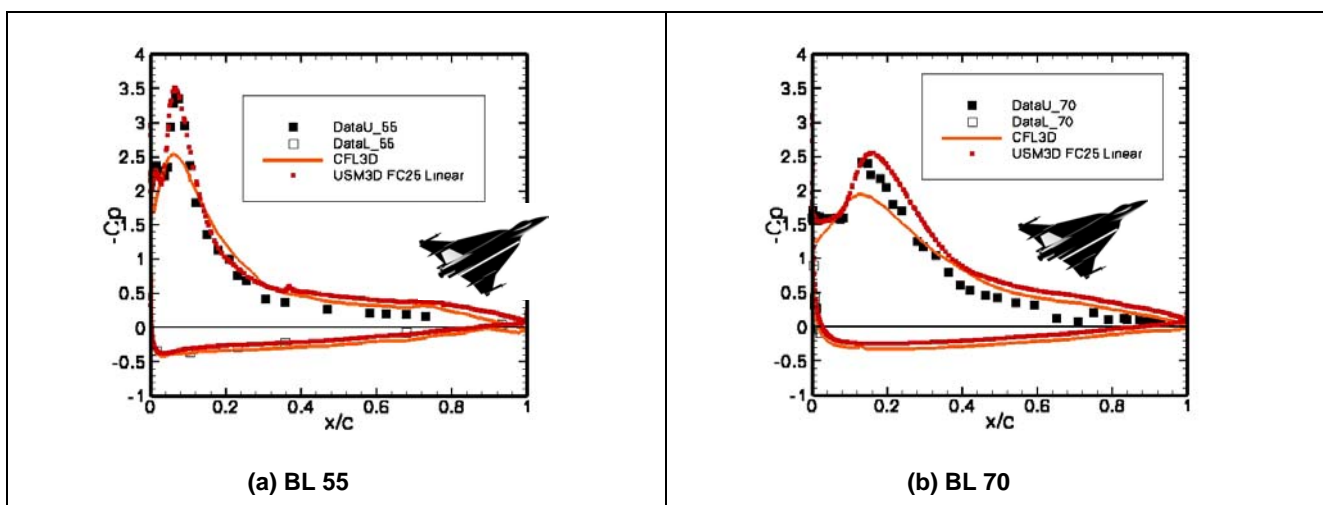 4
3.5
3
2.5
2
1.5
1
0.5
0
-0.5
-1
-Cp
DataU_55
DataL_55
CFL3D
USM3D FC25 Linear
0 0.2 0.4 0.6 0.8 1
x/c
(a) BL 55
4
3.5
3
2.5
2
1.5
1
0.5
0
-0.5
-1
-Cp
DataU_70
DataL_70
CFL3D
USM3D FC25 Linear
0 0.2 0.4 0.6 0.8 1
x/c
(b) BL 70